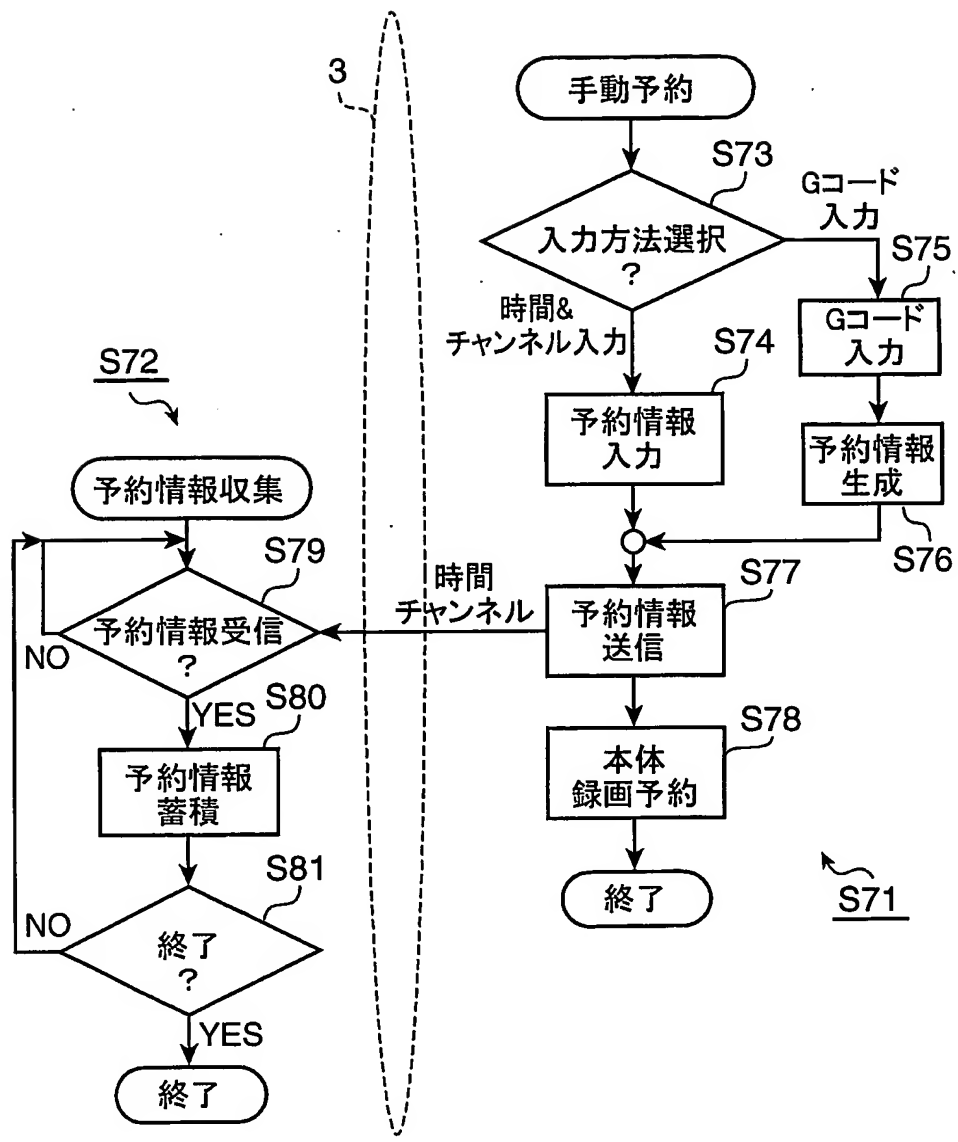 3
手動予約
S73
Gコード
入力
入力方法選択
?
S75
時間&
チャンネル入力
Gコード
入力
S74
S72
予約情報
入力
予約情報
生成
予約情報収集
S76
S79
時間
チャンネル
S77
予約情報受信
?
予約情報
送信
NO
YES
S80
S78
予約情報
蓄積
本体
録画予約
S81
NO
終了
?
終了
S71
YES
終了